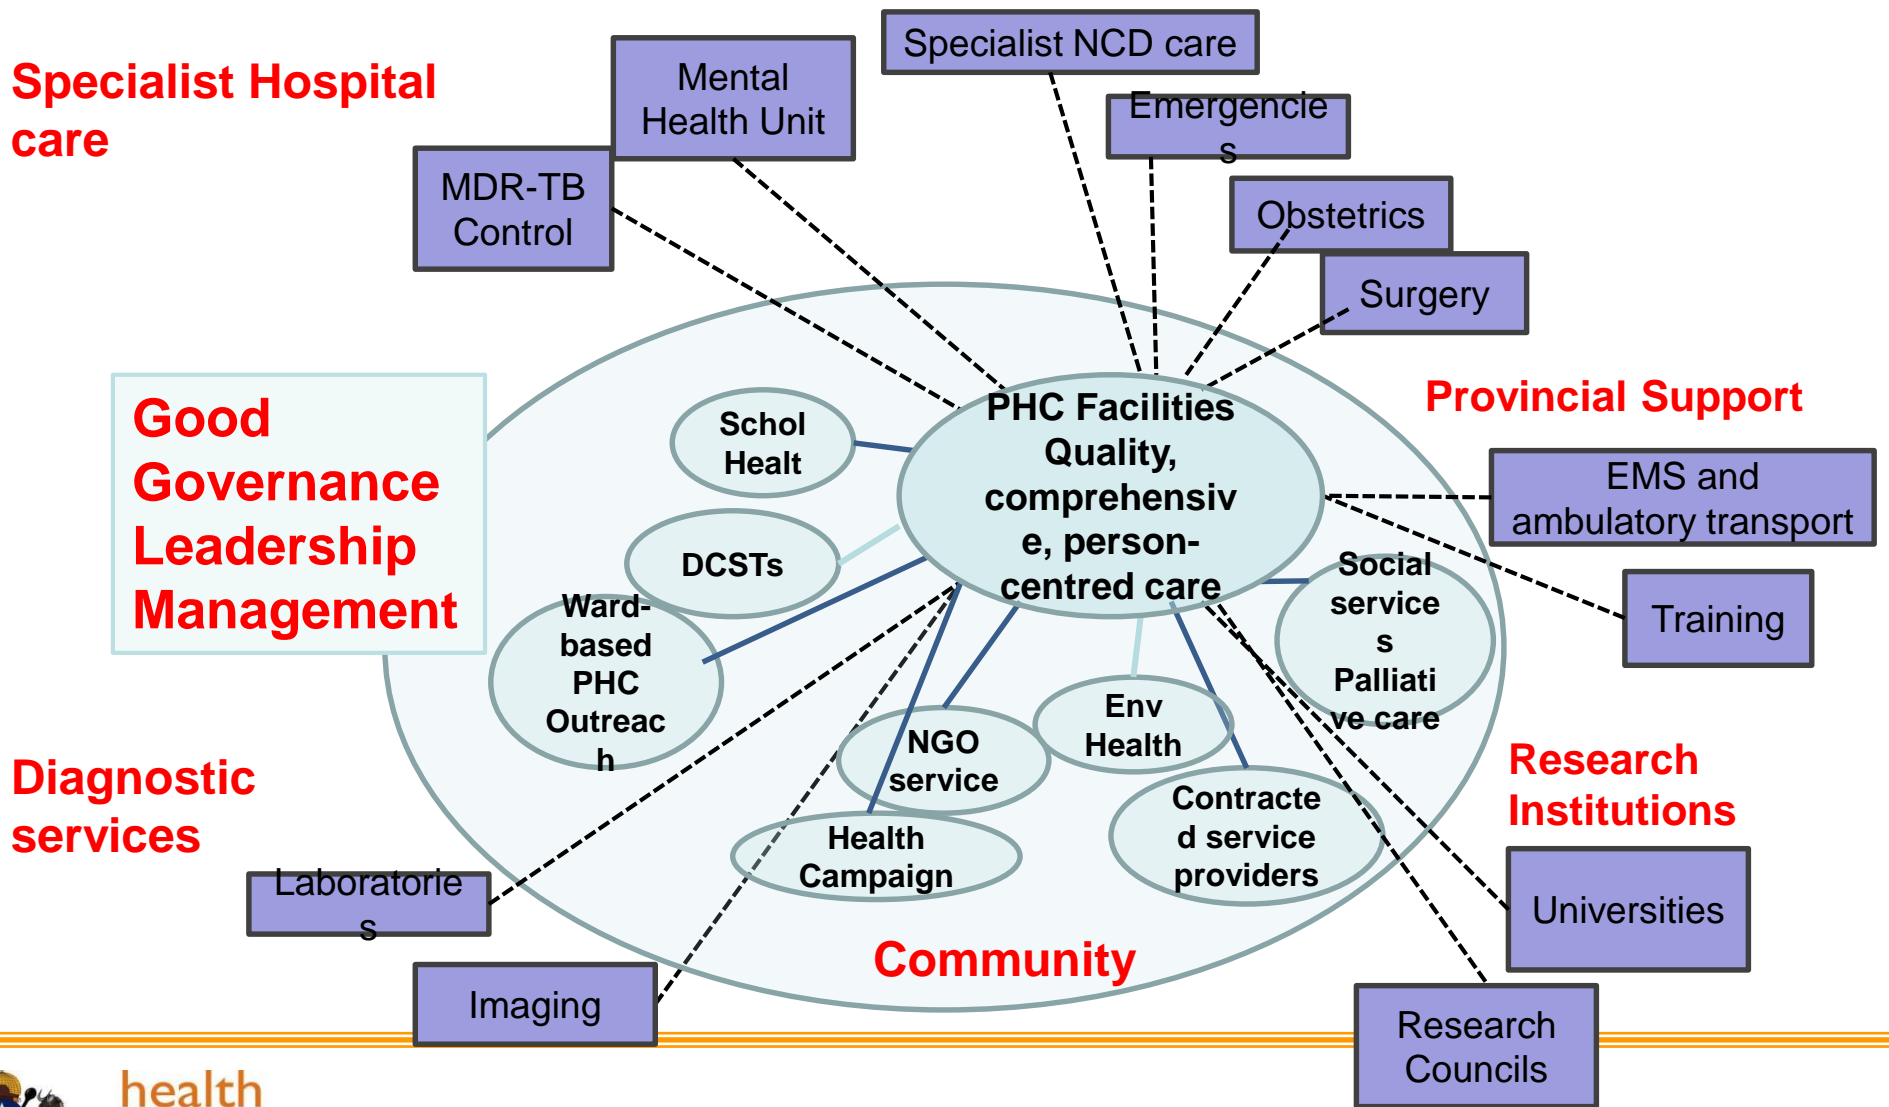 Specialist Hospital
care
Mental
Health Unit
MDR-TB
Control
Specialist NCD care
Emergencie
s
Obstetrics
Surgery
Good
Governance
Leadership
Management
Schol
Healt
DCSTs
Ward-
based
PHC
Outreac
h
PHC Facilities
Quality,
comprehensiv
e, person-
centred care
Provincial Support
EMS and
ambulatory transport
Training
Social
service
s
Palliati
ve care
Env
Health
NGO
service
Health
Campaign
Contracte
d service
providers
Community
Diagnostic
services
Laboratorie
s
Imaging
Research
Institutions
Universities
Research
Councils
health